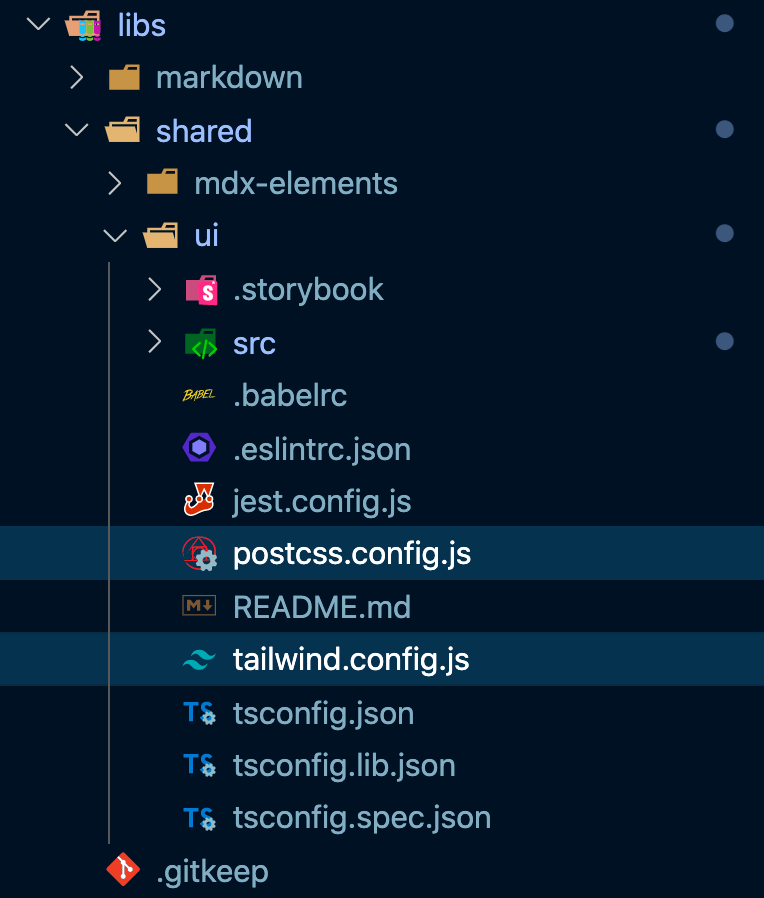 libs
markdown
shared
mdx-elements
ui
.storybook
src
.babelrc
.eslintrc.json
jest.config.js
postcss.config.js
README.md
tailwind.config.js
tsconfig.json
tsconfig.lib.json
tsconfig.spec.json
.gitkeep